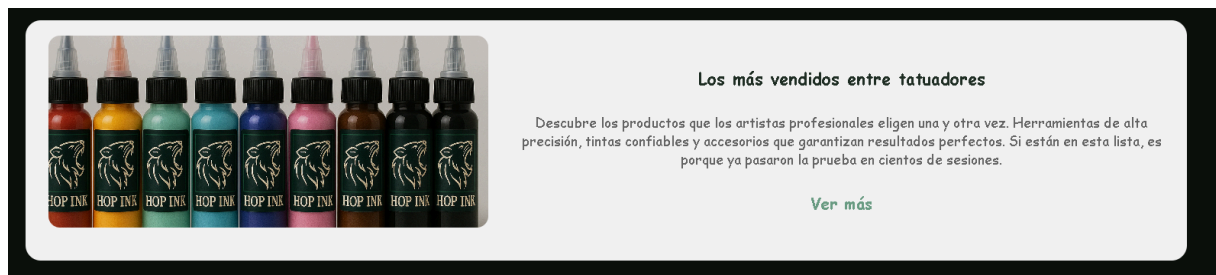 HOP INK HOP INK HOP INK HOP INK HOP INK HOP INK HOP INK HOP INK HOP INK
Los más vendidos entre tatuadores
Descubre los productos que los artistas profesionales eligen una y otra vez. Herramientas de alta
precisión, tintas confiables y accesorios que garantizan resultados perfectos. Si están en esta lista, es
porque ya pasaron la prueba en cientos de sesiones.
Ver más